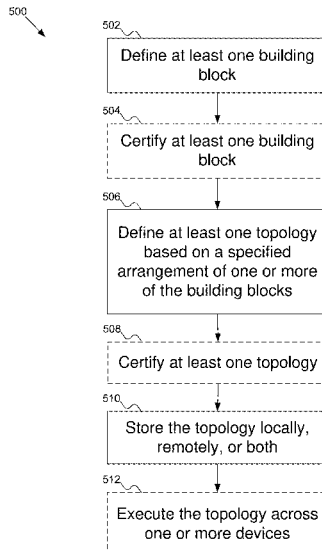 500
502
Define at least one building
block
504
Certify at least one building
block
506
Define at least one topology
based on a specified
arrangement of one or more
of the building blocks
508
Certify at least one topology
510
Store the topology locally,
remotely, or both
512
Execute the topology across
one or more devices